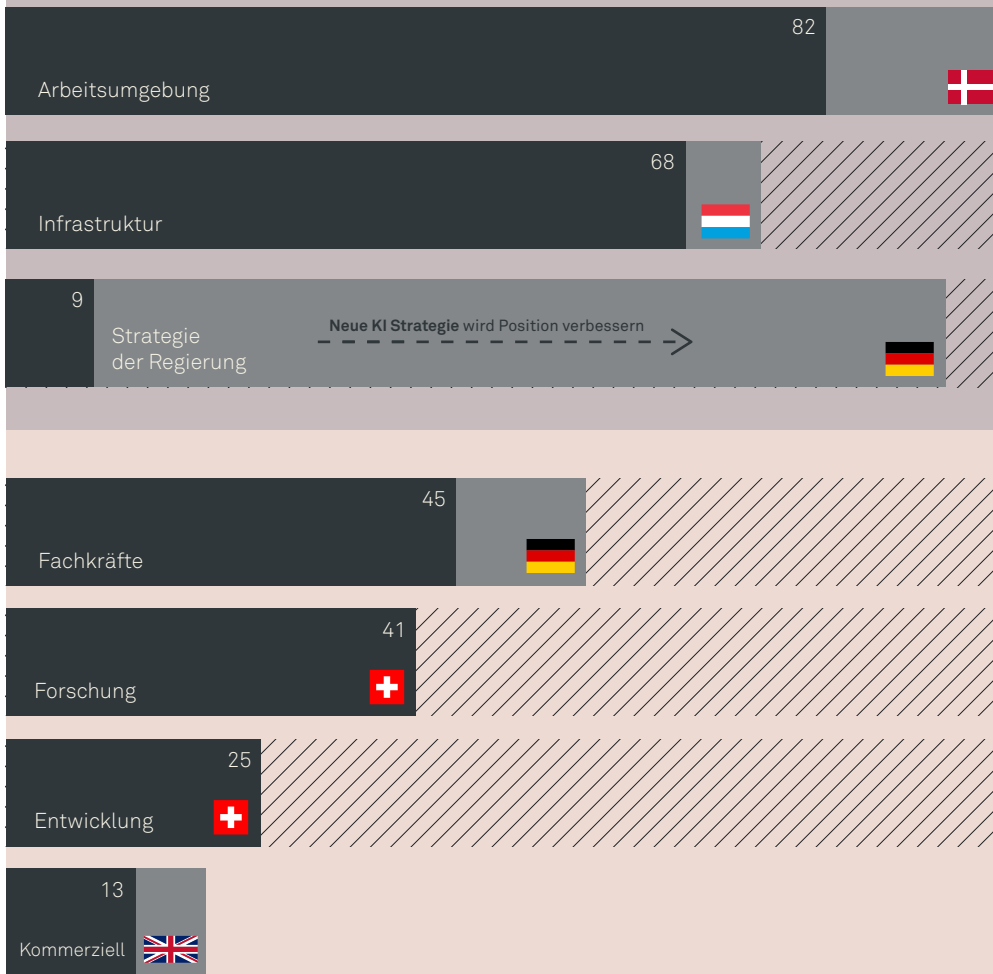 82
Arbeitsumgebung
68
Infrastruktur
9
Strategie
der Regierung
Neue KI Strategie wird Position verbessern
45
Fachkräfte
41
Forschung
25
Entwicklung
13
Kommerziell